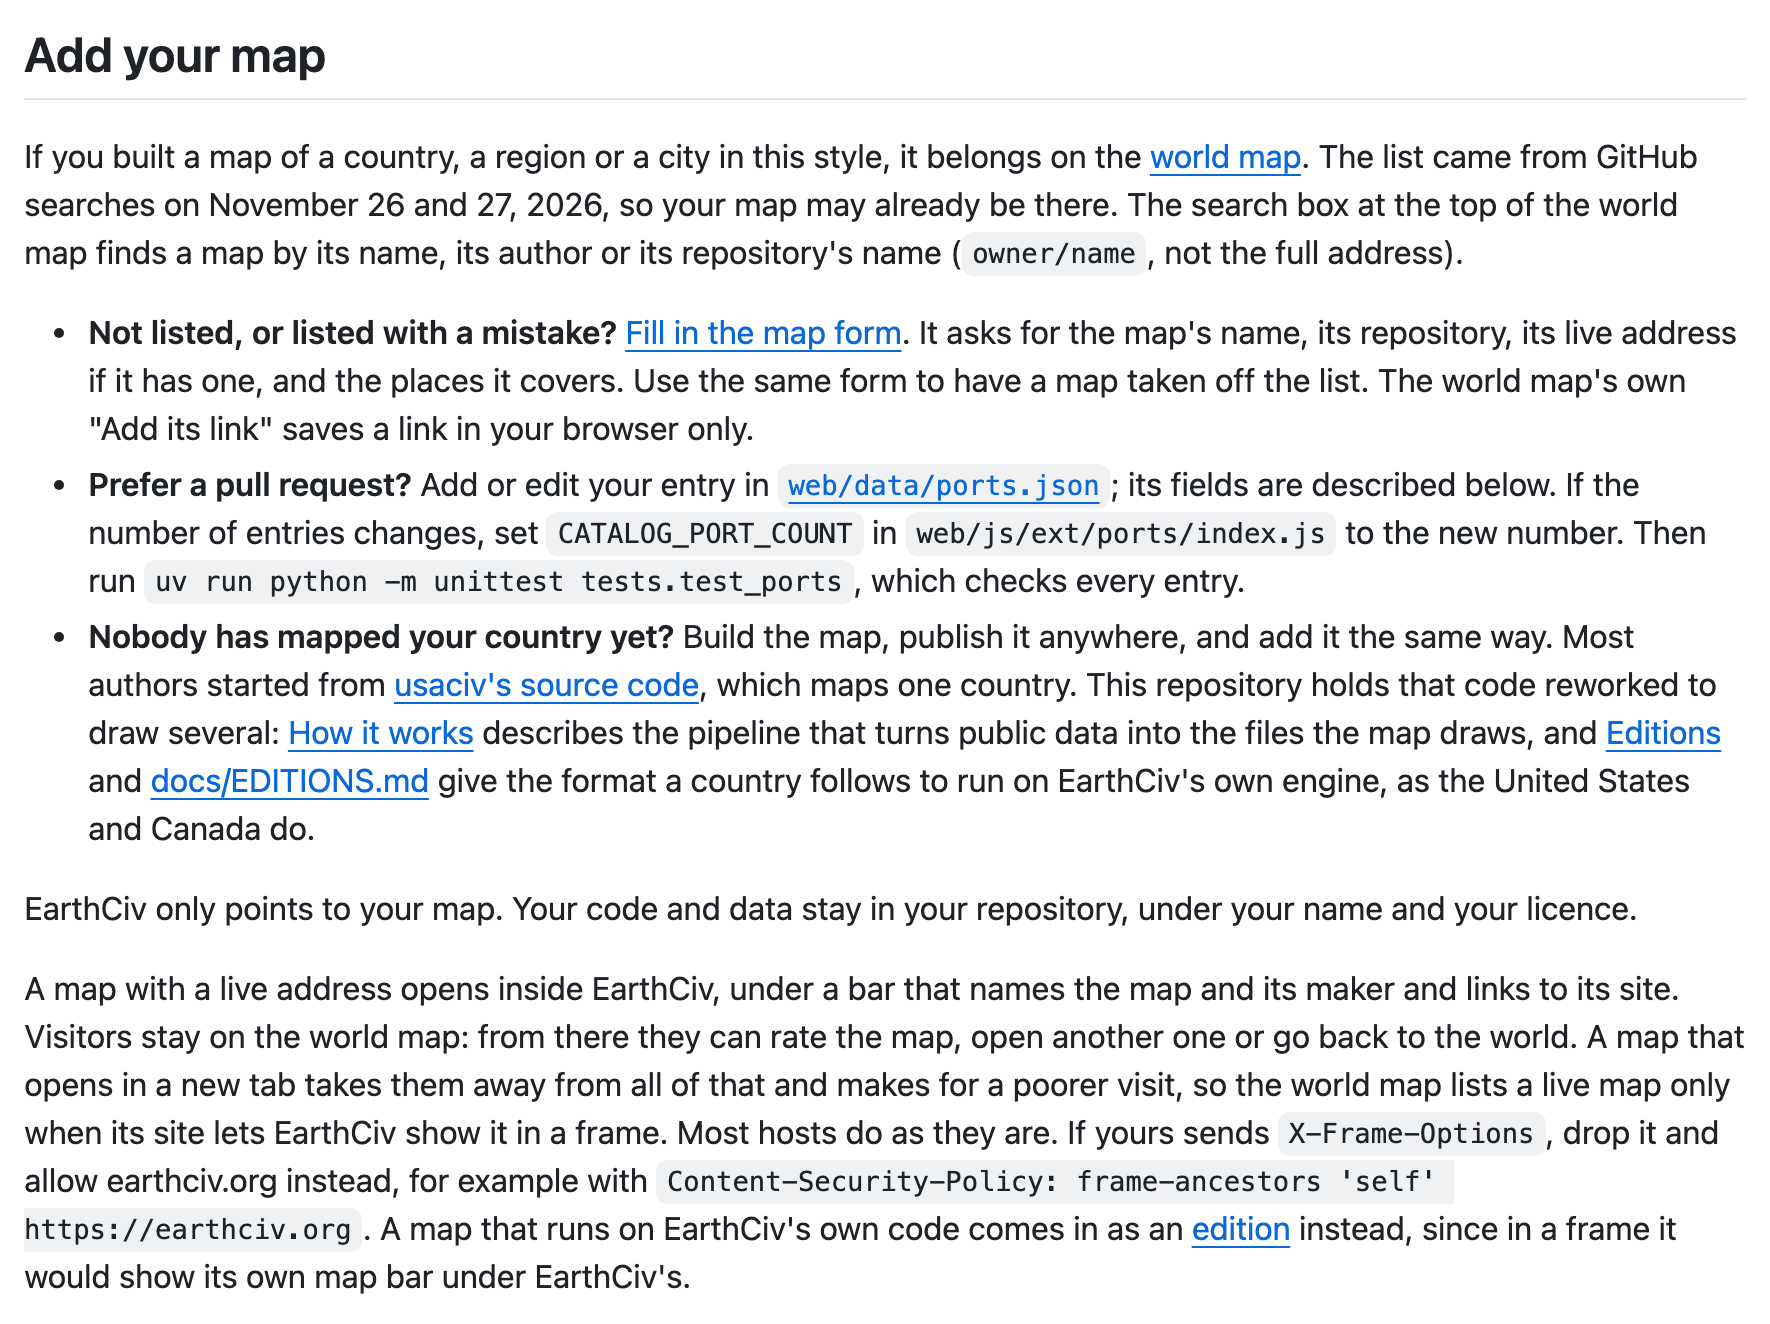 Add your map
If you built a map of a country, a region or a city in this style, it belongs on the world map. The list came from GitHub
searches on November 26 and 27, 2026, so your map may already be there. The search box at the top of the world
map finds a map by its name, its author or its repository's name (owner/name, not the full address).
• Not listed, or listed with a mistake? Fill in the map form. It asks for the map's name, its repository, its live address
if it has one, and the places it covers. Use the same form to have a map taken off the list. The world map's own
"Add its link" saves a link in your browser only.
• Prefer a pull request? Add or edit your entry in web/data/ports.json; its fields are described below. If the
number of entries changes, set CATALOG_PORT_COUNT in web/js/ext/ports/index.js to the new number. Then
run uv run python -m unittest tests.test_ports, which checks every entry.
• Nobody has mapped your country yet? Build the map, publish it anywhere, and add it the same way. Most
authors started from usaciv's source code, which maps one country. This repository holds that code reworked to
draw several: How it works describes the pipeline that turns public data into the files the map draws, and Editions
and docs/EDITIONS.md give the format a country follows to run on EarthCiv's own engine, as the United States
and Canada do.
EarthCiv only points to your map. Your code and data stay in your repository, under your name and your licence.
A map with a live address opens inside EarthCiv, under a bar that names the map and its maker and links to its site.
Visitors stay on the world map: from there they can rate the map, open another one or go back to the world. A map that
opens in a new tab takes them away from all of that and makes for a poorer visit, so the world map lists a live map only
when its site lets EarthCiv show it in a frame. Most hosts do as they are. If yours sends X-Frame-Options, drop it and
allow earthciv.org instead, for example with Content-Security-Policy: frame-ancestors 'self'
https://earthciv.org. A map that runs on EarthCiv's own code comes in as an edition instead, since in a frame it
would show its own map bar under EarthCiv's.